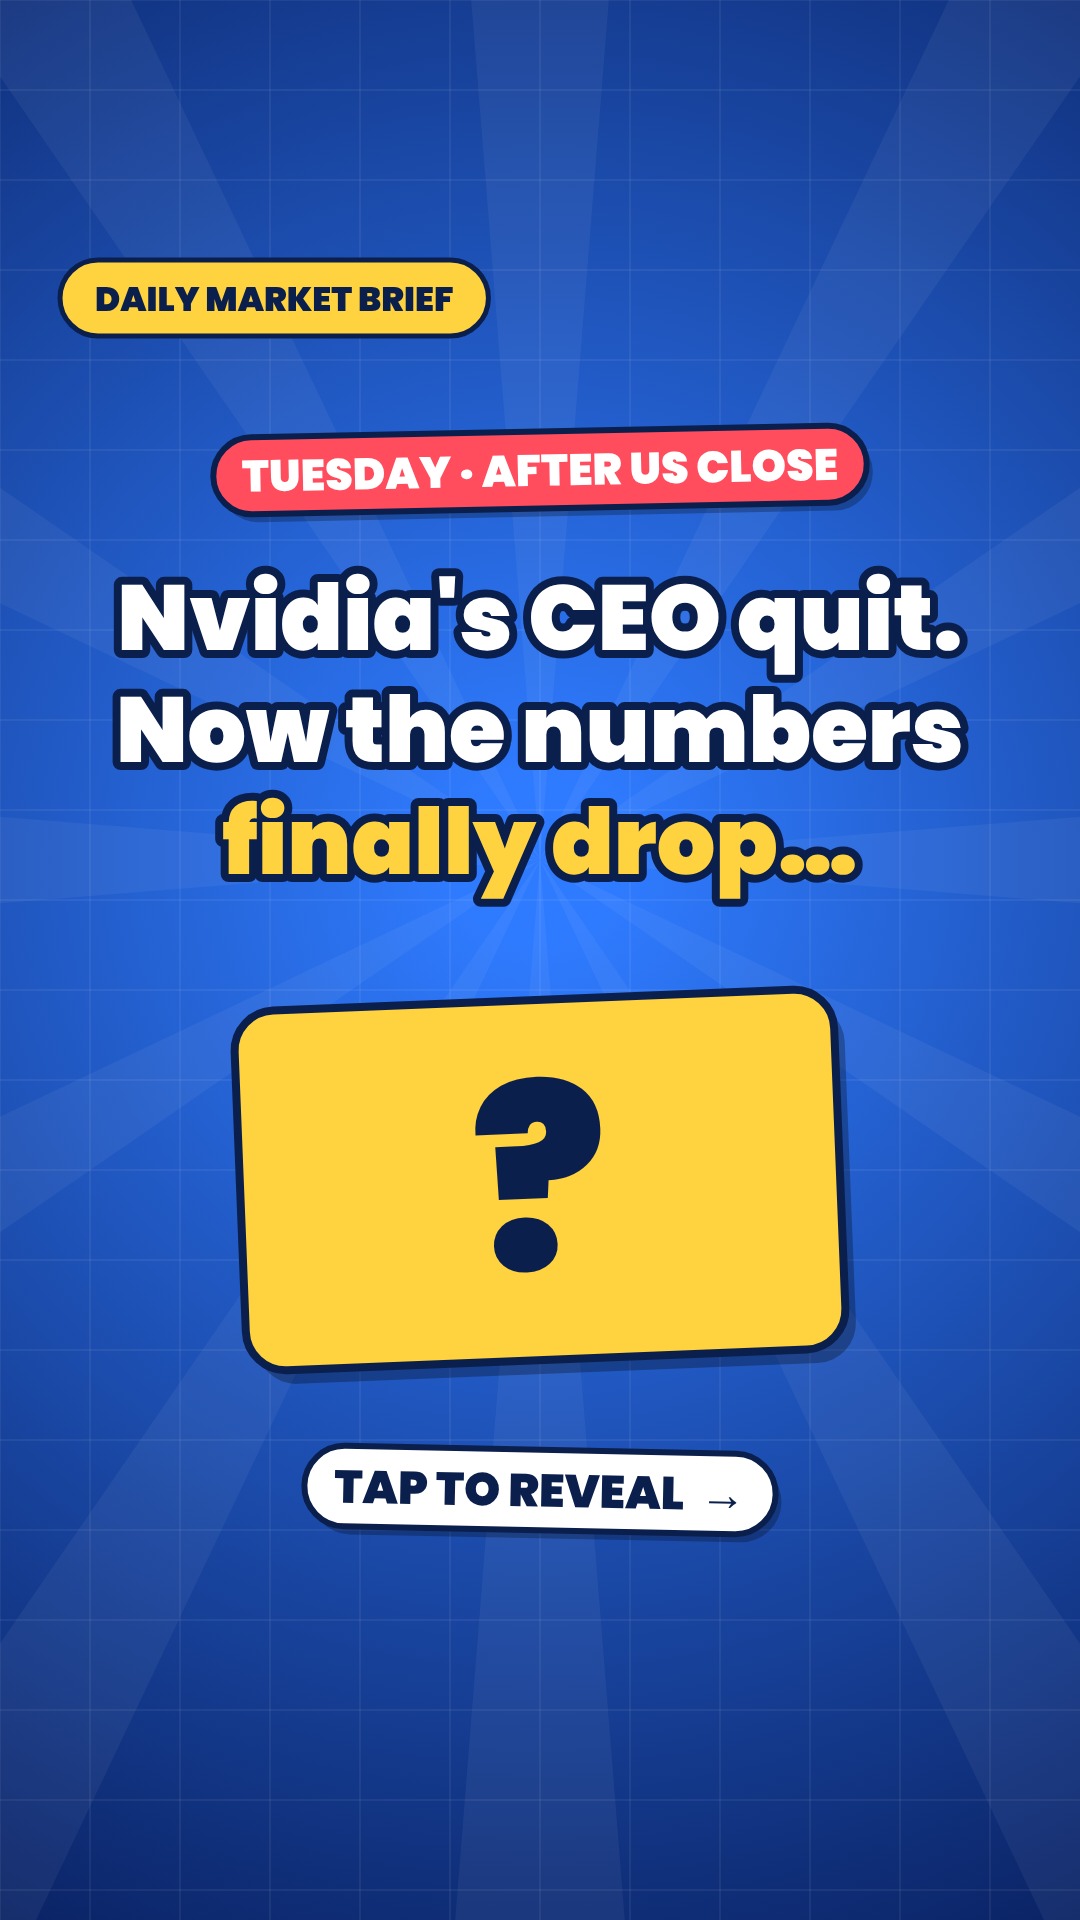 DAILY MARKET BRIEF
TUESDAY · AFTER US CLOSE
Nvidia's CEO quit.
Now the numbers
finally drop...
?
TAP TO REVEAL →